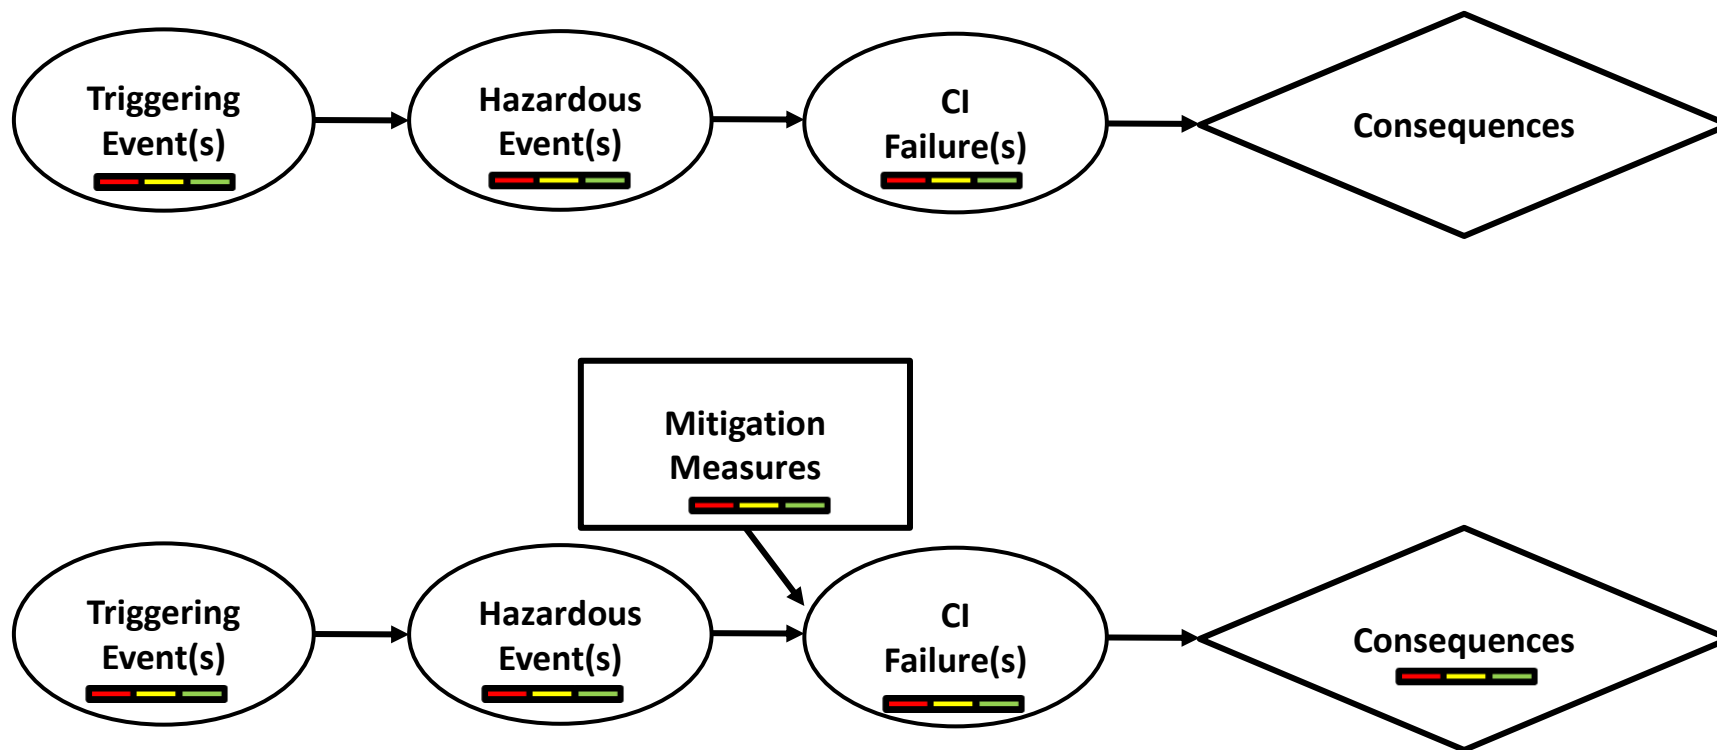 Triggering
Event(s)
Hazardous
Event(s)
CI
Failure(s)
Consequences
Mitigation
Measures
Triggering
Event(s)
Hazardous
Event(s)
CI
Failure(s)
Consequences